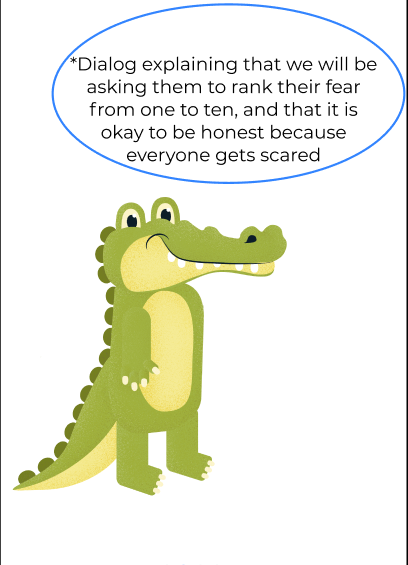 *Dialog explaining that we will be
asking them to rank their fear
from one to ten, and that it is
okay to be honest because
everyone gets scared